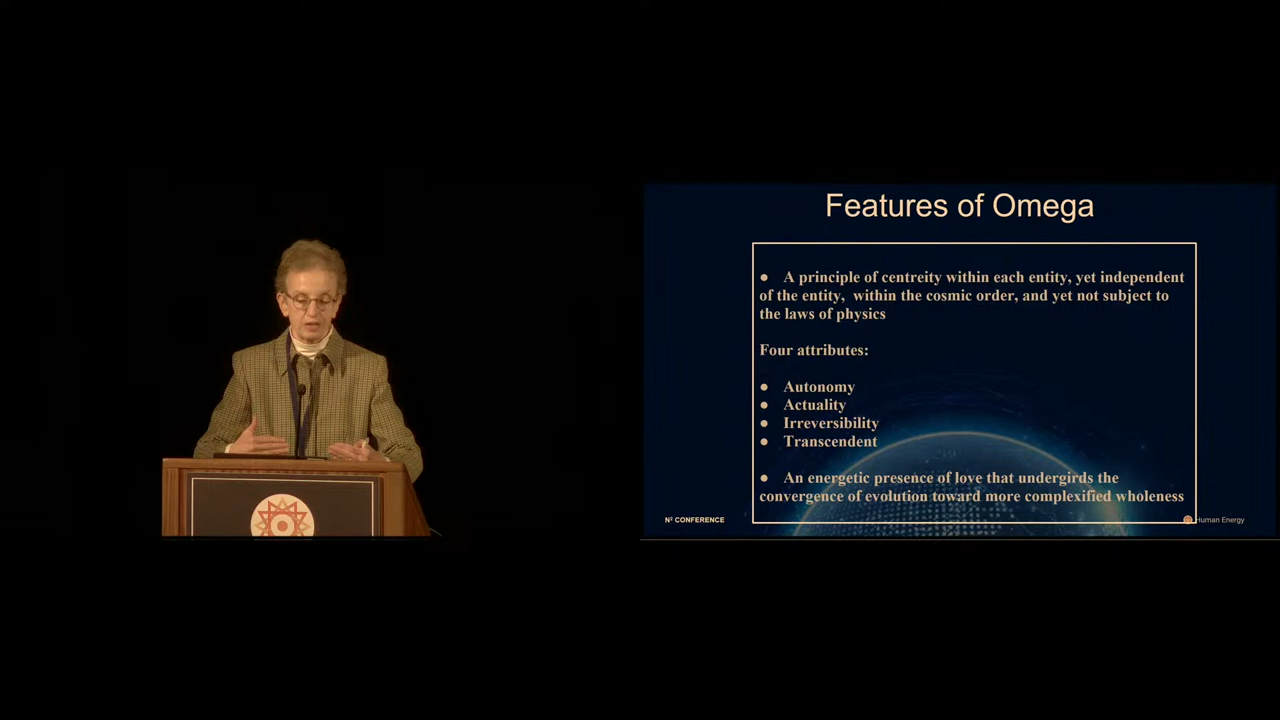 Features of Omega
● A principle of centreity within each entity, yet independent
of the entity, within the cosmic order, and yet not subject to
the laws of physics
Four attributes:
● Autonomy
● Actuality
● Irreversibility
● Transcendent
● An energetic presence of love that undergirds the
convergence of evolution toward more complexified wholeness
N² CONFERENCE
Human Energy